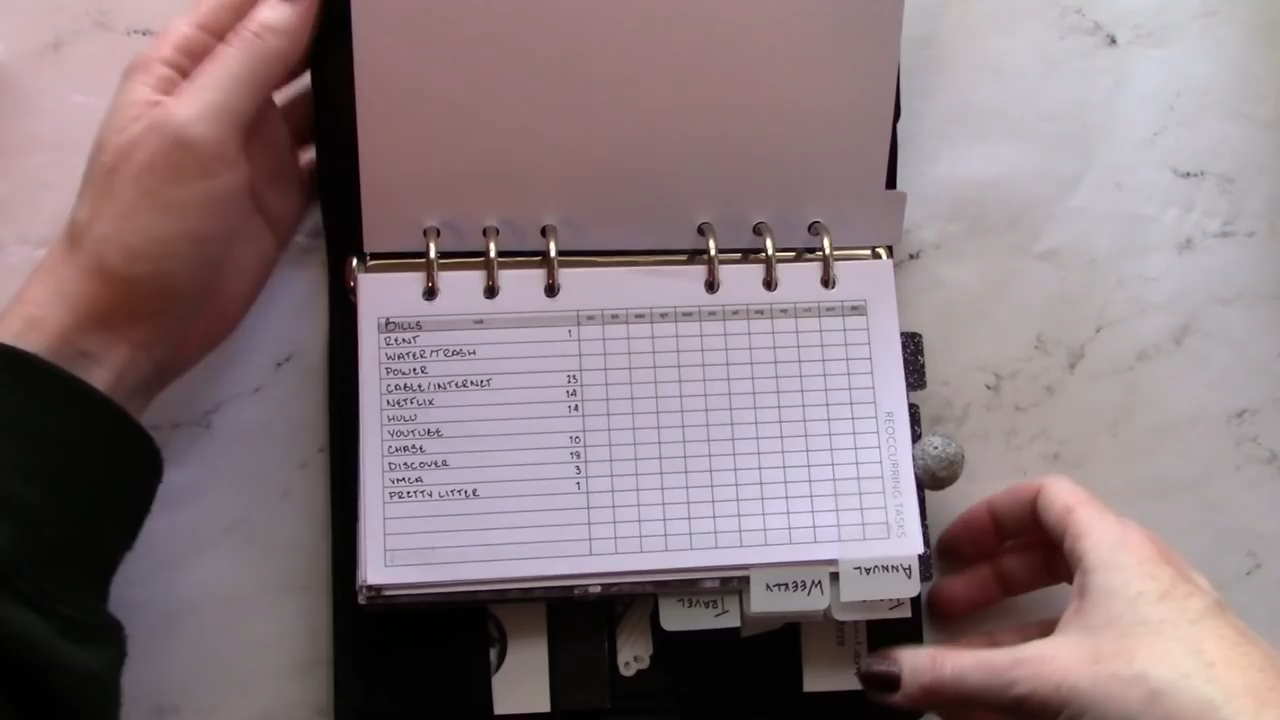 BILLS
RENT 1
WATER/TRASH
POWER
CABLE/INTERNET 23
NETFLIX 14
HULU 14
YOUTUBE
CHASE 10
DISCOVER 18
YMCA 3
PRETTY LITTER 1
REOCCURRING TASKS
ANNUAL
WEEKLY
TRAVEL